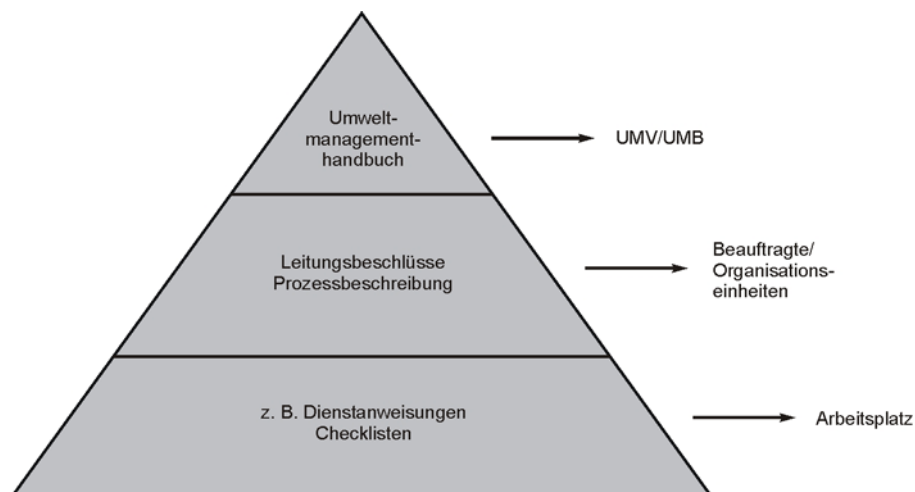 Umwelt-
management-
handbuch
UMV/UMB
Leitungsbeschlüsse
Prozessbeschreibung
Beauftragte/
Organisations-
einheiten
z. B. Dienstanweisungen
Checklisten
Arbeitsplatz